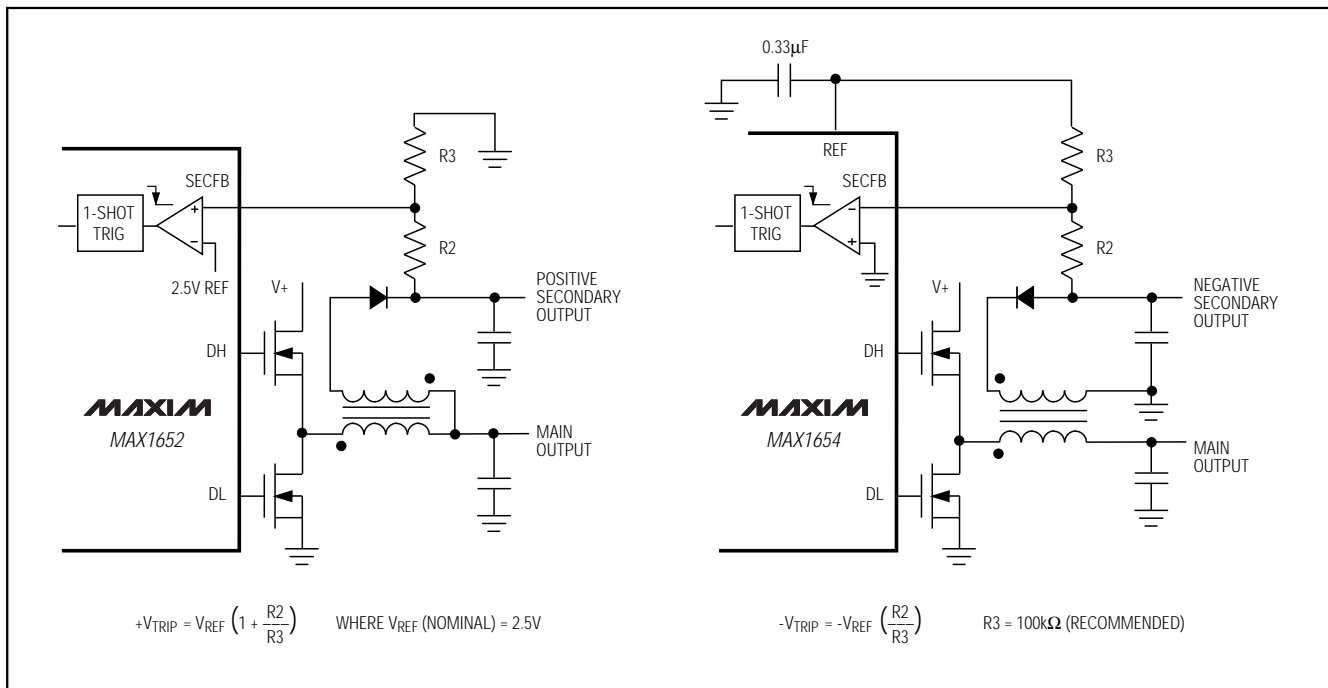 R3
SECFB
1-SHOT
TRIG
+
−
R2
2.5V REF
V+
POSITIVE
SECONDARY
OUTPUT
DH
MAXIM
MAX1652
MAIN
OUTPUT
DL
+VTRIP = VREF (1 + R2/R3) WHERE VREF (NOMINAL) = 2.5V
0.33μF
REF
R3
SECFB
1-SHOT
TRIG
−
+
R2
V+
NEGATIVE
SECONDARY
OUTPUT
DH
MAXIM
MAX1654
MAIN
OUTPUT
DL
-VTRIP = -VREF (R2/R3) R3 = 100kΩ (RECOMMENDED)